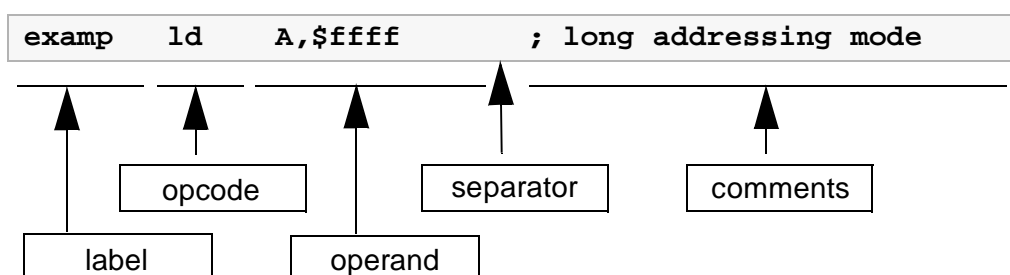 examp ld A,$ffff ; long addressing mode
opcode
separator
comments
label
operand